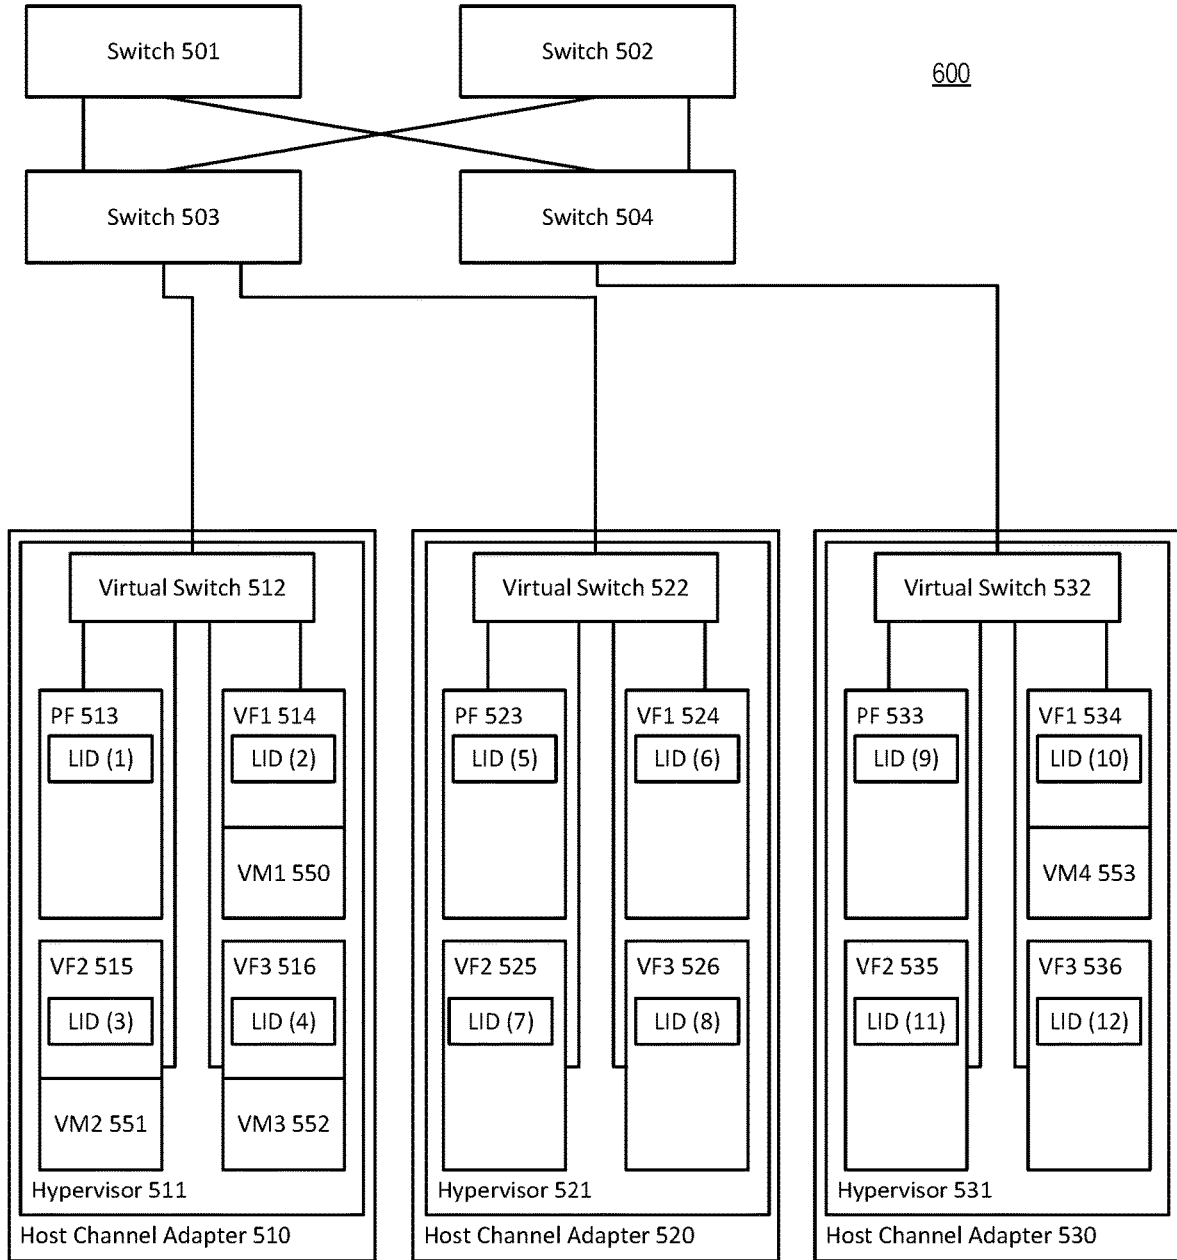 Switch 501
Switch 502
600
Switch 503
Switch 504
Virtual Switch 512
PF 513
LID (1)
VF1 514
LID (2)
VM1 550
VF2 515
LID (3)
VM2 551
VF3 516
LID (4)
VM3 552
Hypervisor 511
Host Channel Adapter 510
Virtual Switch 522
PF 523
LID (5)
VF1 524
LID (6)
VF2 525
LID (7)
VF3 526
LID (8)
Hypervisor 521
Host Channel Adapter 520
Virtual Switch 532
PF 533
LID (9)
VF1 534
LID (10)
VM4 553
VF2 535
LID (11)
VF3 536
LID (12)
Hypervisor 531
Host Channel Adapter 530